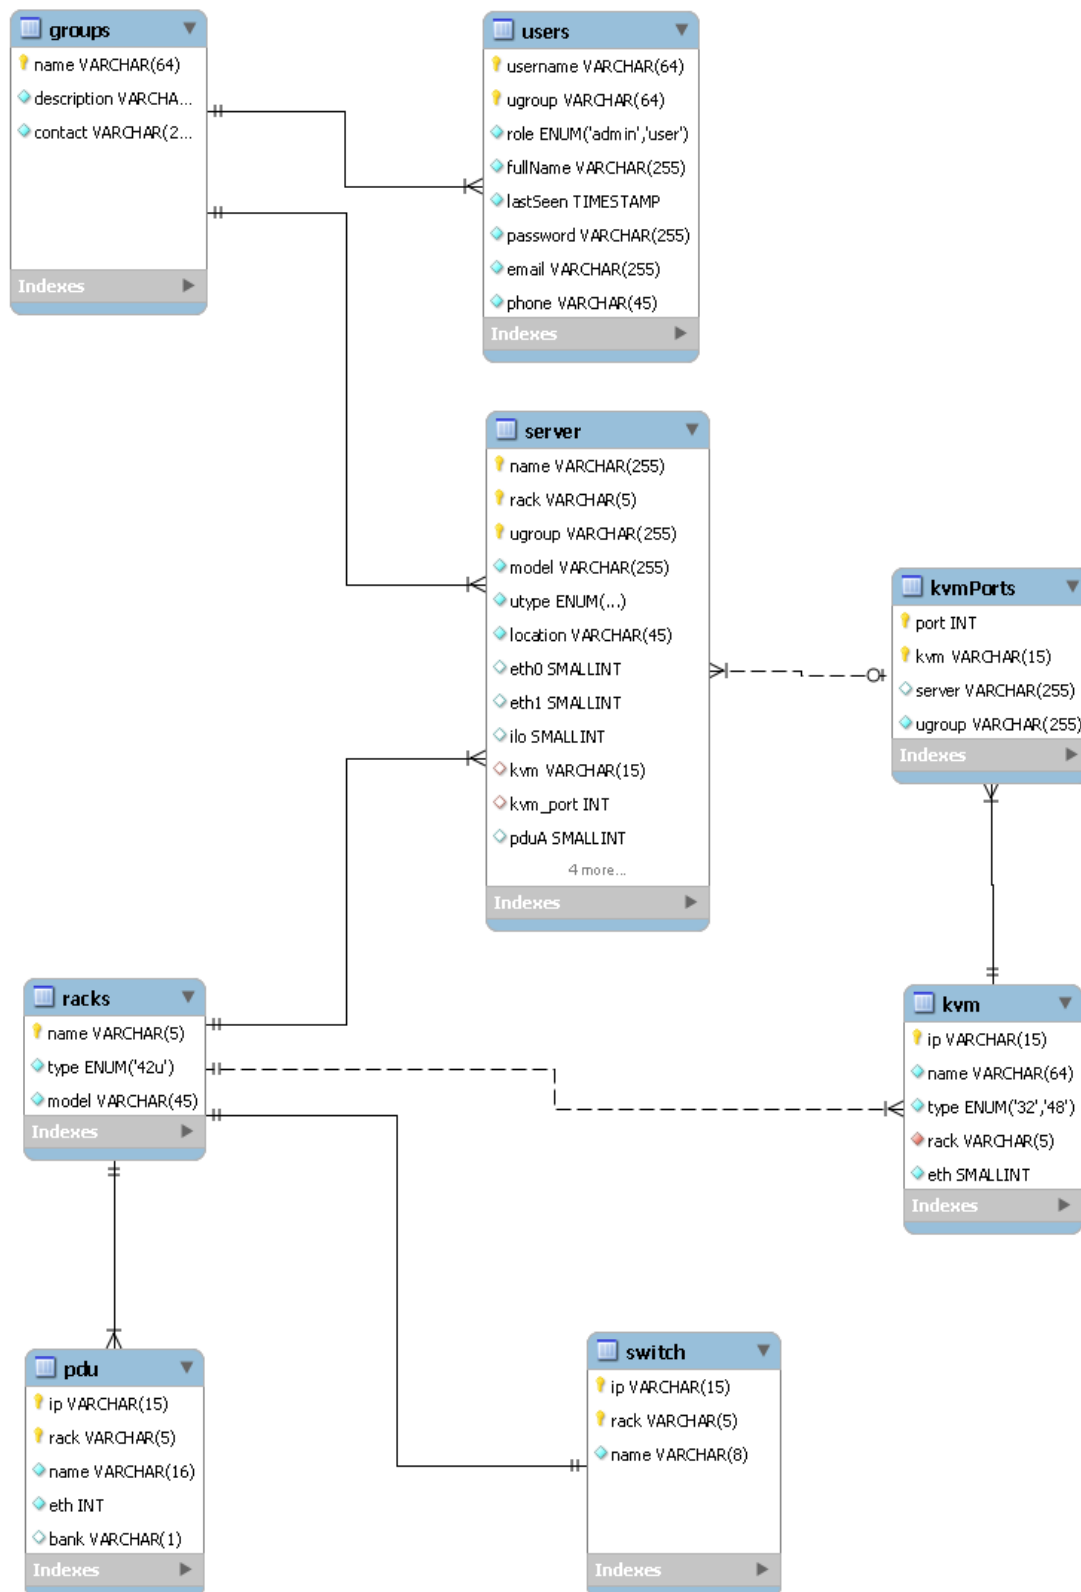 groups
name VARCHAR(64)
description VARCHA...
contact VARCHAR(2...
Indexes
users
username VARCHAR(64)
ugroup VARCHAR(64)
role ENUM('admin','user')
fullName VARCHAR(255)
lastSeen TIMESTAMP
password VARCHAR(255)
email VARCHAR(255)
phone VARCHAR(45)
Indexes
server
name VARCHAR(255)
rack VARCHAR(5)
ugroup VARCHAR(255)
model VARCHAR(255)
utype ENUM(...)
location VARCHAR(45)
eth0 SMALLINT
eth1 SMALLINT
ilo SMALLINT
kvm VARCHAR(15)
kvm_port INT
pduA SMALLINT
4 more...
Indexes
kvmPorts
port INT
kvm VARCHAR(15)
server VARCHAR(255)
ugroup VARCHAR(255)
Indexes
racks
name VARCHAR(5)
type ENUM('42u')
model VARCHAR(45)
Indexes
kvm
ip VARCHAR(15)
name VARCHAR(64)
type ENUM('32','48')
rack VARCHAR(5)
eth SMALLINT
Indexes
pdu
ip VARCHAR(15)
rack VARCHAR(5)
name VARCHAR(16)
eth INT
bank VARCHAR(1)
Indexes
switch
ip VARCHAR(15)
rack VARCHAR(5)
name VARCHAR(8)
Indexes